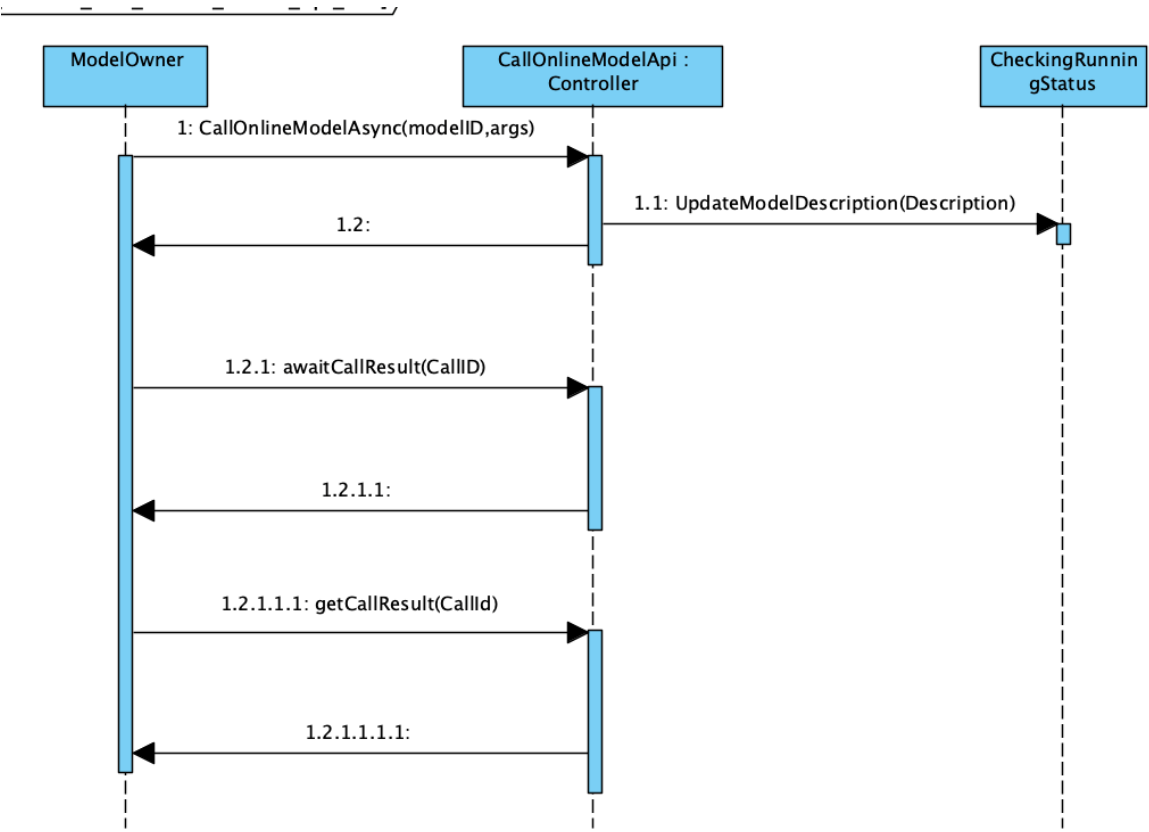 ModelOwner
CallOnlineModelApi :
Controller
CheckingRunnin
gStatus
1: CallOnlineModelAsync(modelID,args)
1.1: UpdateModelDescription(Description)
1.2:
1.2.1: awaitCallResult(CallID)
1.2.1.1:
1.2.1.1.1: getCallResult(CallId)
1.2.1.1.1.1: